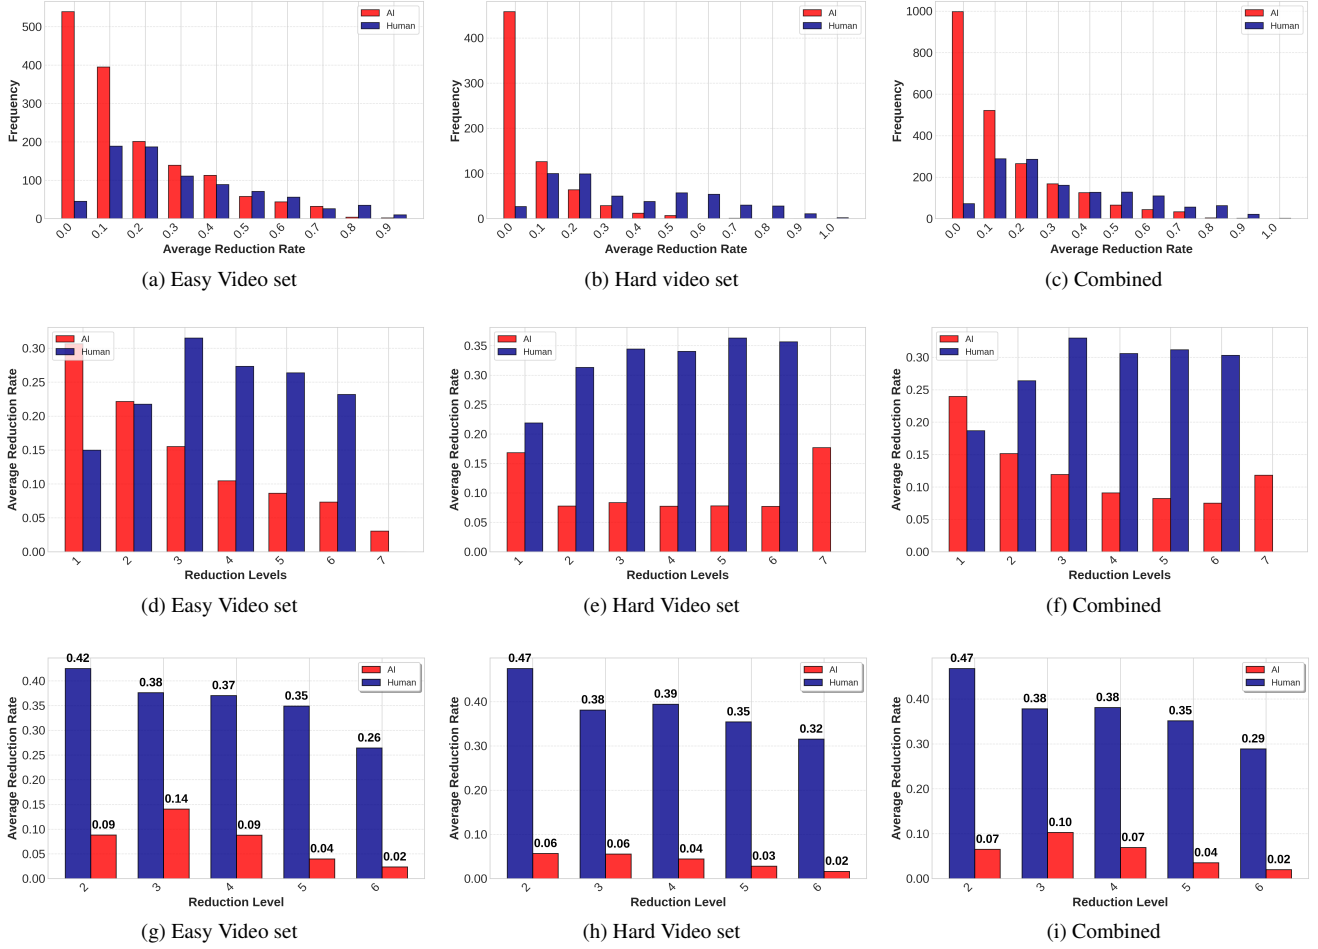 AI
Human
Frequency
500
400
300
200
100
0
0.0 0.1 0.2 0.3 0.4 0.5 0.6 0.7 0.8 0.9
Average Reduction Rate
(a) Easy Video set
AI
Human
Frequency
400
300
200
100
0
0.0 0.1 0.2 0.3 0.4 0.5 0.6 0.7 0.8 0.9 1.0
Average Reduction Rate
(b) Hard video set
AI
Human
Frequency
1000
800
600
400
200
0
0.0 0.1 0.2 0.3 0.4 0.5 0.6 0.7 0.8 0.9 1.0
Average Reduction Rate
(c) Combined
AI
Human
Average Reduction Rate
0.30
0.25
0.20
0.15
0.10
0.05
0.00
1 2 3 4 5 6 7
Reduction Levels
(d) Easy Video set
AI
Human
Average Reduction Rate
0.35
0.30
0.25
0.20
0.15
0.10
0.05
0.00
1 2 3 4 5 6 7
Reduction Levels
(e) Hard Video set
AI
Human
Average Reduction Rate
0.30
0.25
0.20
0.15
0.10
0.05
0.00
1 2 3 4 5 6 7
Reduction Levels
(f) Combined
AI
Human
Average Reduction Rate
0.40
0.35
0.30
0.25
0.20
0.15
0.10
0.05
0.00
0.42 0.38 0.37 0.35 0.26
0.09 0.14 0.09 0.04 0.02
2 3 4 5 6
Reduction Level
(g) Easy Video set
AI
Human
Average Reduction Rate
0.40
0.30
0.20
0.10
0.00
0.47 0.38 0.39 0.35 0.32
0.06 0.06 0.04 0.03 0.02
2 3 4 5 6
Reduction Level
(h) Hard Video set
AI
Human
Average Reduction Rate
0.40
0.30
0.20
0.10
0.00
0.47 0.38 0.38 0.35 0.29
0.07 0.10 0.07 0.04 0.02
2 3 4 5 6
Reduction Level
(i) Combined